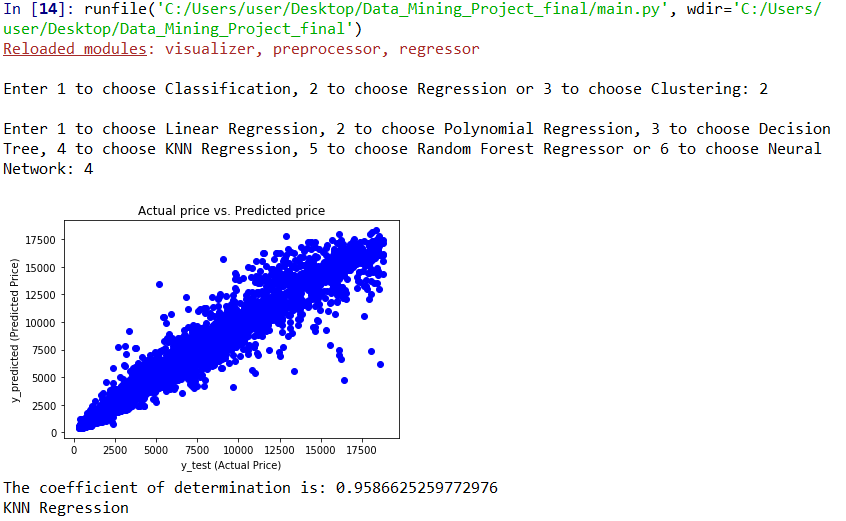 In [14]: runfile('C:/Users/user/Desktop/Data_Mining_Project_final/main.py', wdir='C:/Users/
user/Desktop/Data_Mining_Project_final')
Reloaded modules: visualizer, preprocessor, regressor
Enter 1 to choose Classification, 2 to choose Regression or 3 to choose Clustering: 2
Enter 1 to choose Linear Regression, 2 to choose Polynomial Regression, 3 to choose Decision
Tree, 4 to choose KNN Regression, 5 to choose Random Forest Regressor or 6 to choose Neural
Network: 4
Actual price vs. Predicted price
17500
15000
12500
10000
7500
5000
2500
0
y_predicted (Predicted Price)
0 2500 5000 7500 10000 12500 15000 17500
y_test (Actual Price)
The coefficient of determination is: 0.9586625259772976
KNN Regression